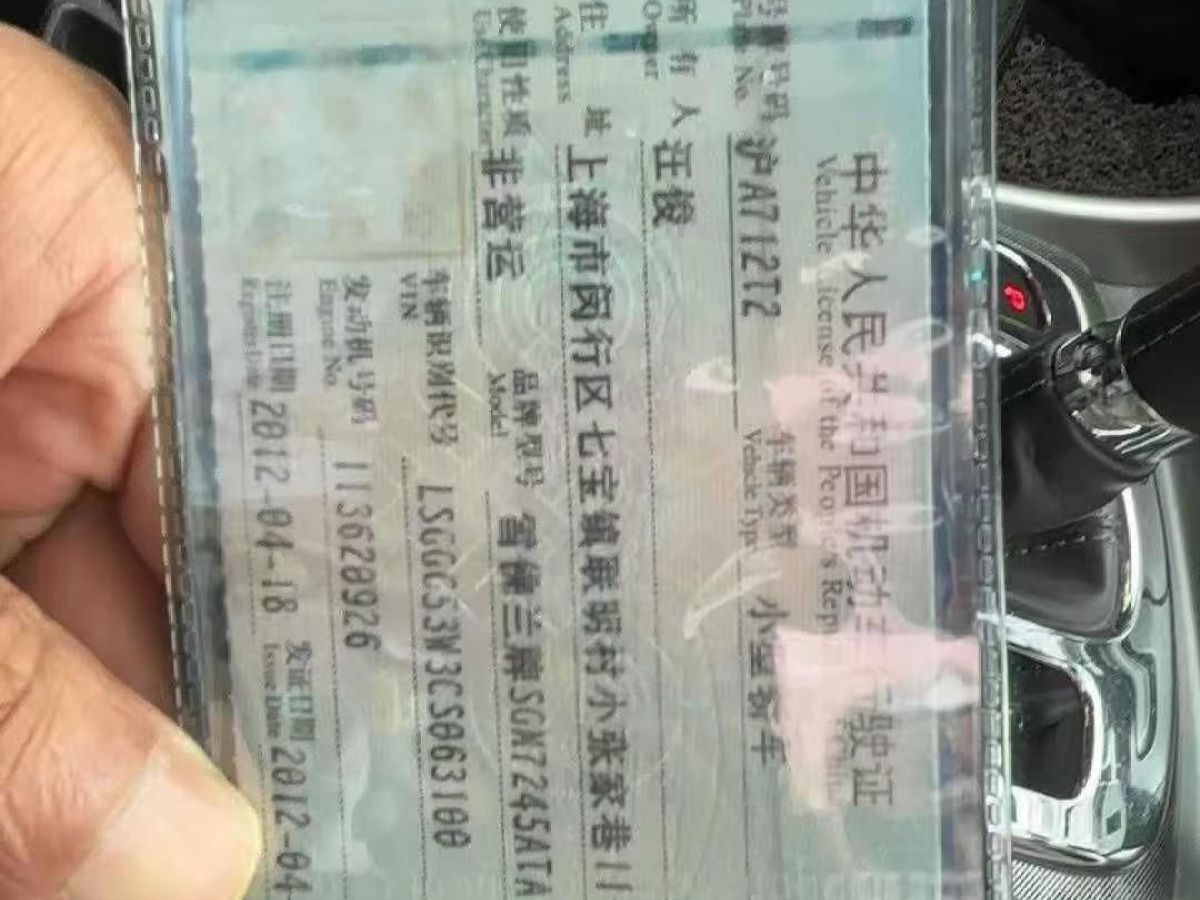 中华人民共和国机动车行驶证
Vehicle License of the People's Repu
号牌号码 沪A712T2 车辆类型 小型轿车
Plate No. Vehicle Type
所有人 汪梭
Owner
住址 上海市闵行区七宝镇联明村小张家巷11
Address
使用性质 非营运 品牌型号 雪佛兰牌SGM7245ATA
Use Character Model
车辆识别代号 LSGGG53W3CS063100
VIN
发动机号码 113620926
Engine No.
注册日期 2012-04-18 发证日期 2012-04
Register Date Issue Date
P